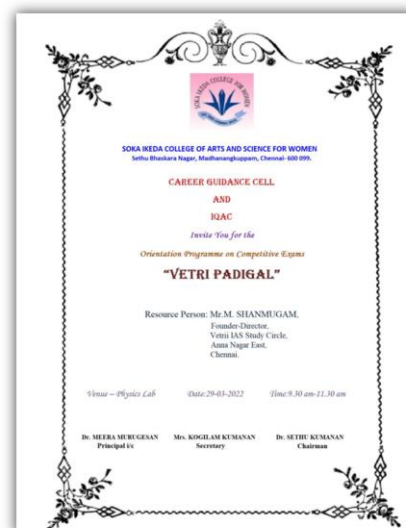 SOKA IKEDA COLLEGE OF ARTS AND SCIENCE FOR WOMEN
Sethu Bhaskara Nagar, Madhanangkuppam, Chennai- 600 099.
CAREER GUIDANCE CELL
AND
IQAC
Invite You for the
Orientation Programme on Competitive Exams
“VETRI PADIGAL”
Resource Person: Mr.M. SHANMUGAM,
Founder-Director,
Vetrii IAS Study Circle,
Anna Nagar East,
Chennai.
Venue – Physics Lab Date:29-03-2022 Time:9.30 am-11.30 am
Dr. MEERA MURUGESAN Mrs. KOGILAM KUMANAN Dr. SETHU KUMANAN
Principal i/c Secretary Chairman